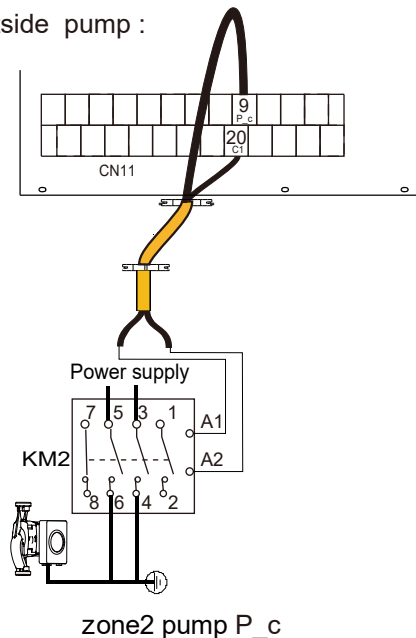 side pump :
9
P_c
20
C1
CN11
Power supply
7 5 3 1
A1
KM2
A2
8 6 4 2
zone2 pump P_c